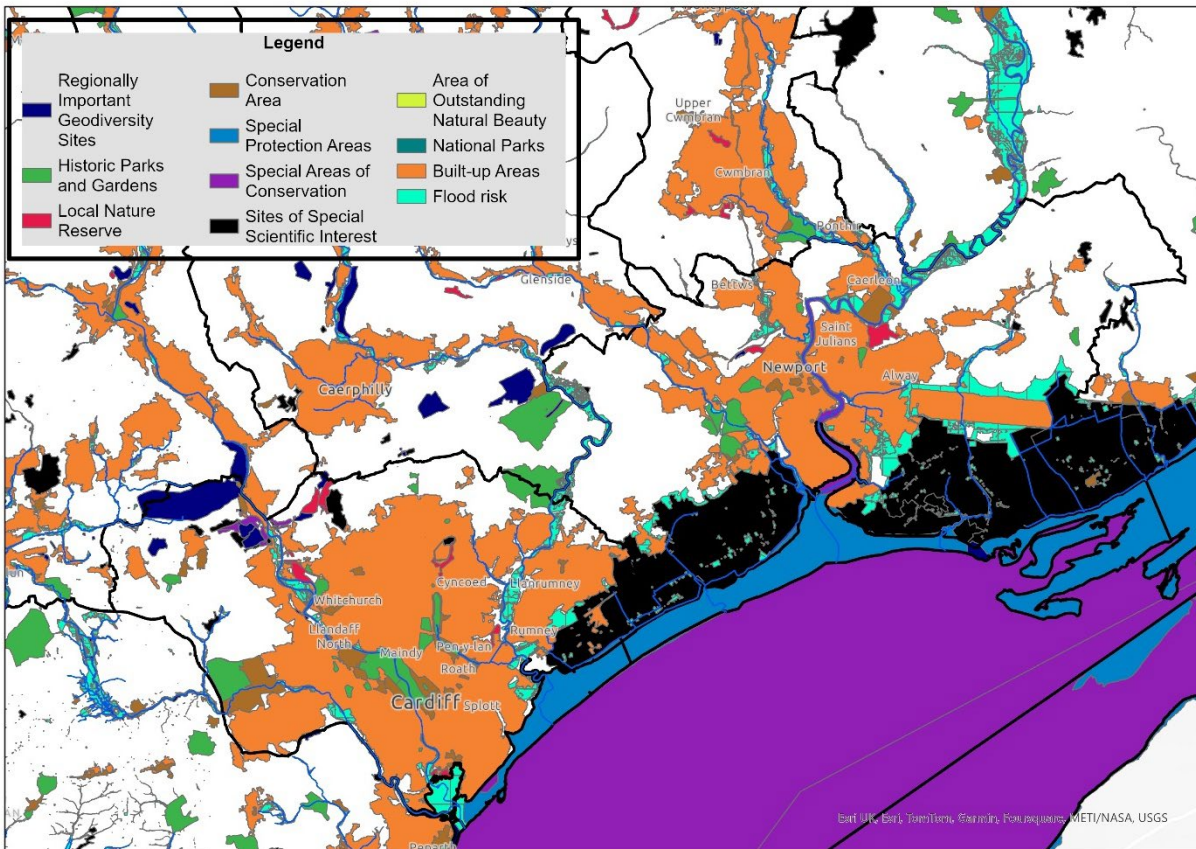 Legend
Regionally
Important
Geodiversity
Sites
Historic Parks
and Gardens
Local Nature
Reserve
Conservation
Area
Special
Protection Areas
Special Areas of
Conservation
Sites of Special
Scientific Interest
Area of
Outstanding
Natural Beauty
National Parks
Built-up Areas
Flood risk
Upper
Cwmbran
Cwmbran
Ponthir
Glenside
Bettws
Caerleon
Saint
Julians
Newport
Alway
Caerphilly
Cyncoed
Llanrumney
Whitchurch
Llandaff
North
Maindy
Pen-y-lan
Rumney
Roath
Cardiff
Splott
Penarth
Esri UK, Esri, TomTom, Garmin, Foursquare, METI/NASA, USGS